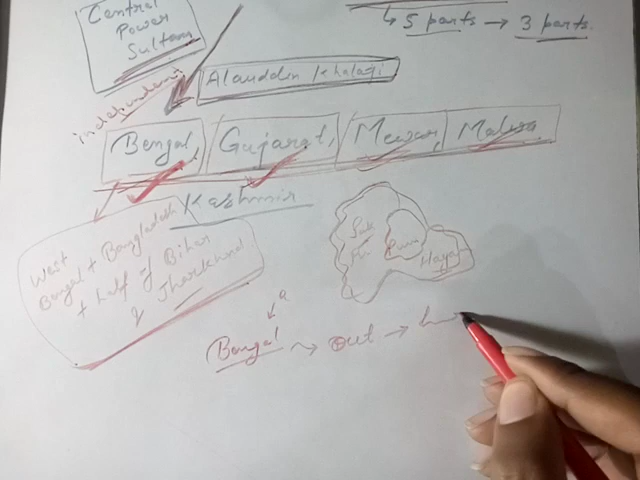 Central
Power
Sultan
↳ 5 parts → 3 parts.
Alauddin Khalagi
independent
Bengal, Gujarat, Mewar, Malwa
Kashmir
West
Bengal + Bangladesh
+ half of Bihar
& Jharkhand
a
Bengal → Out →